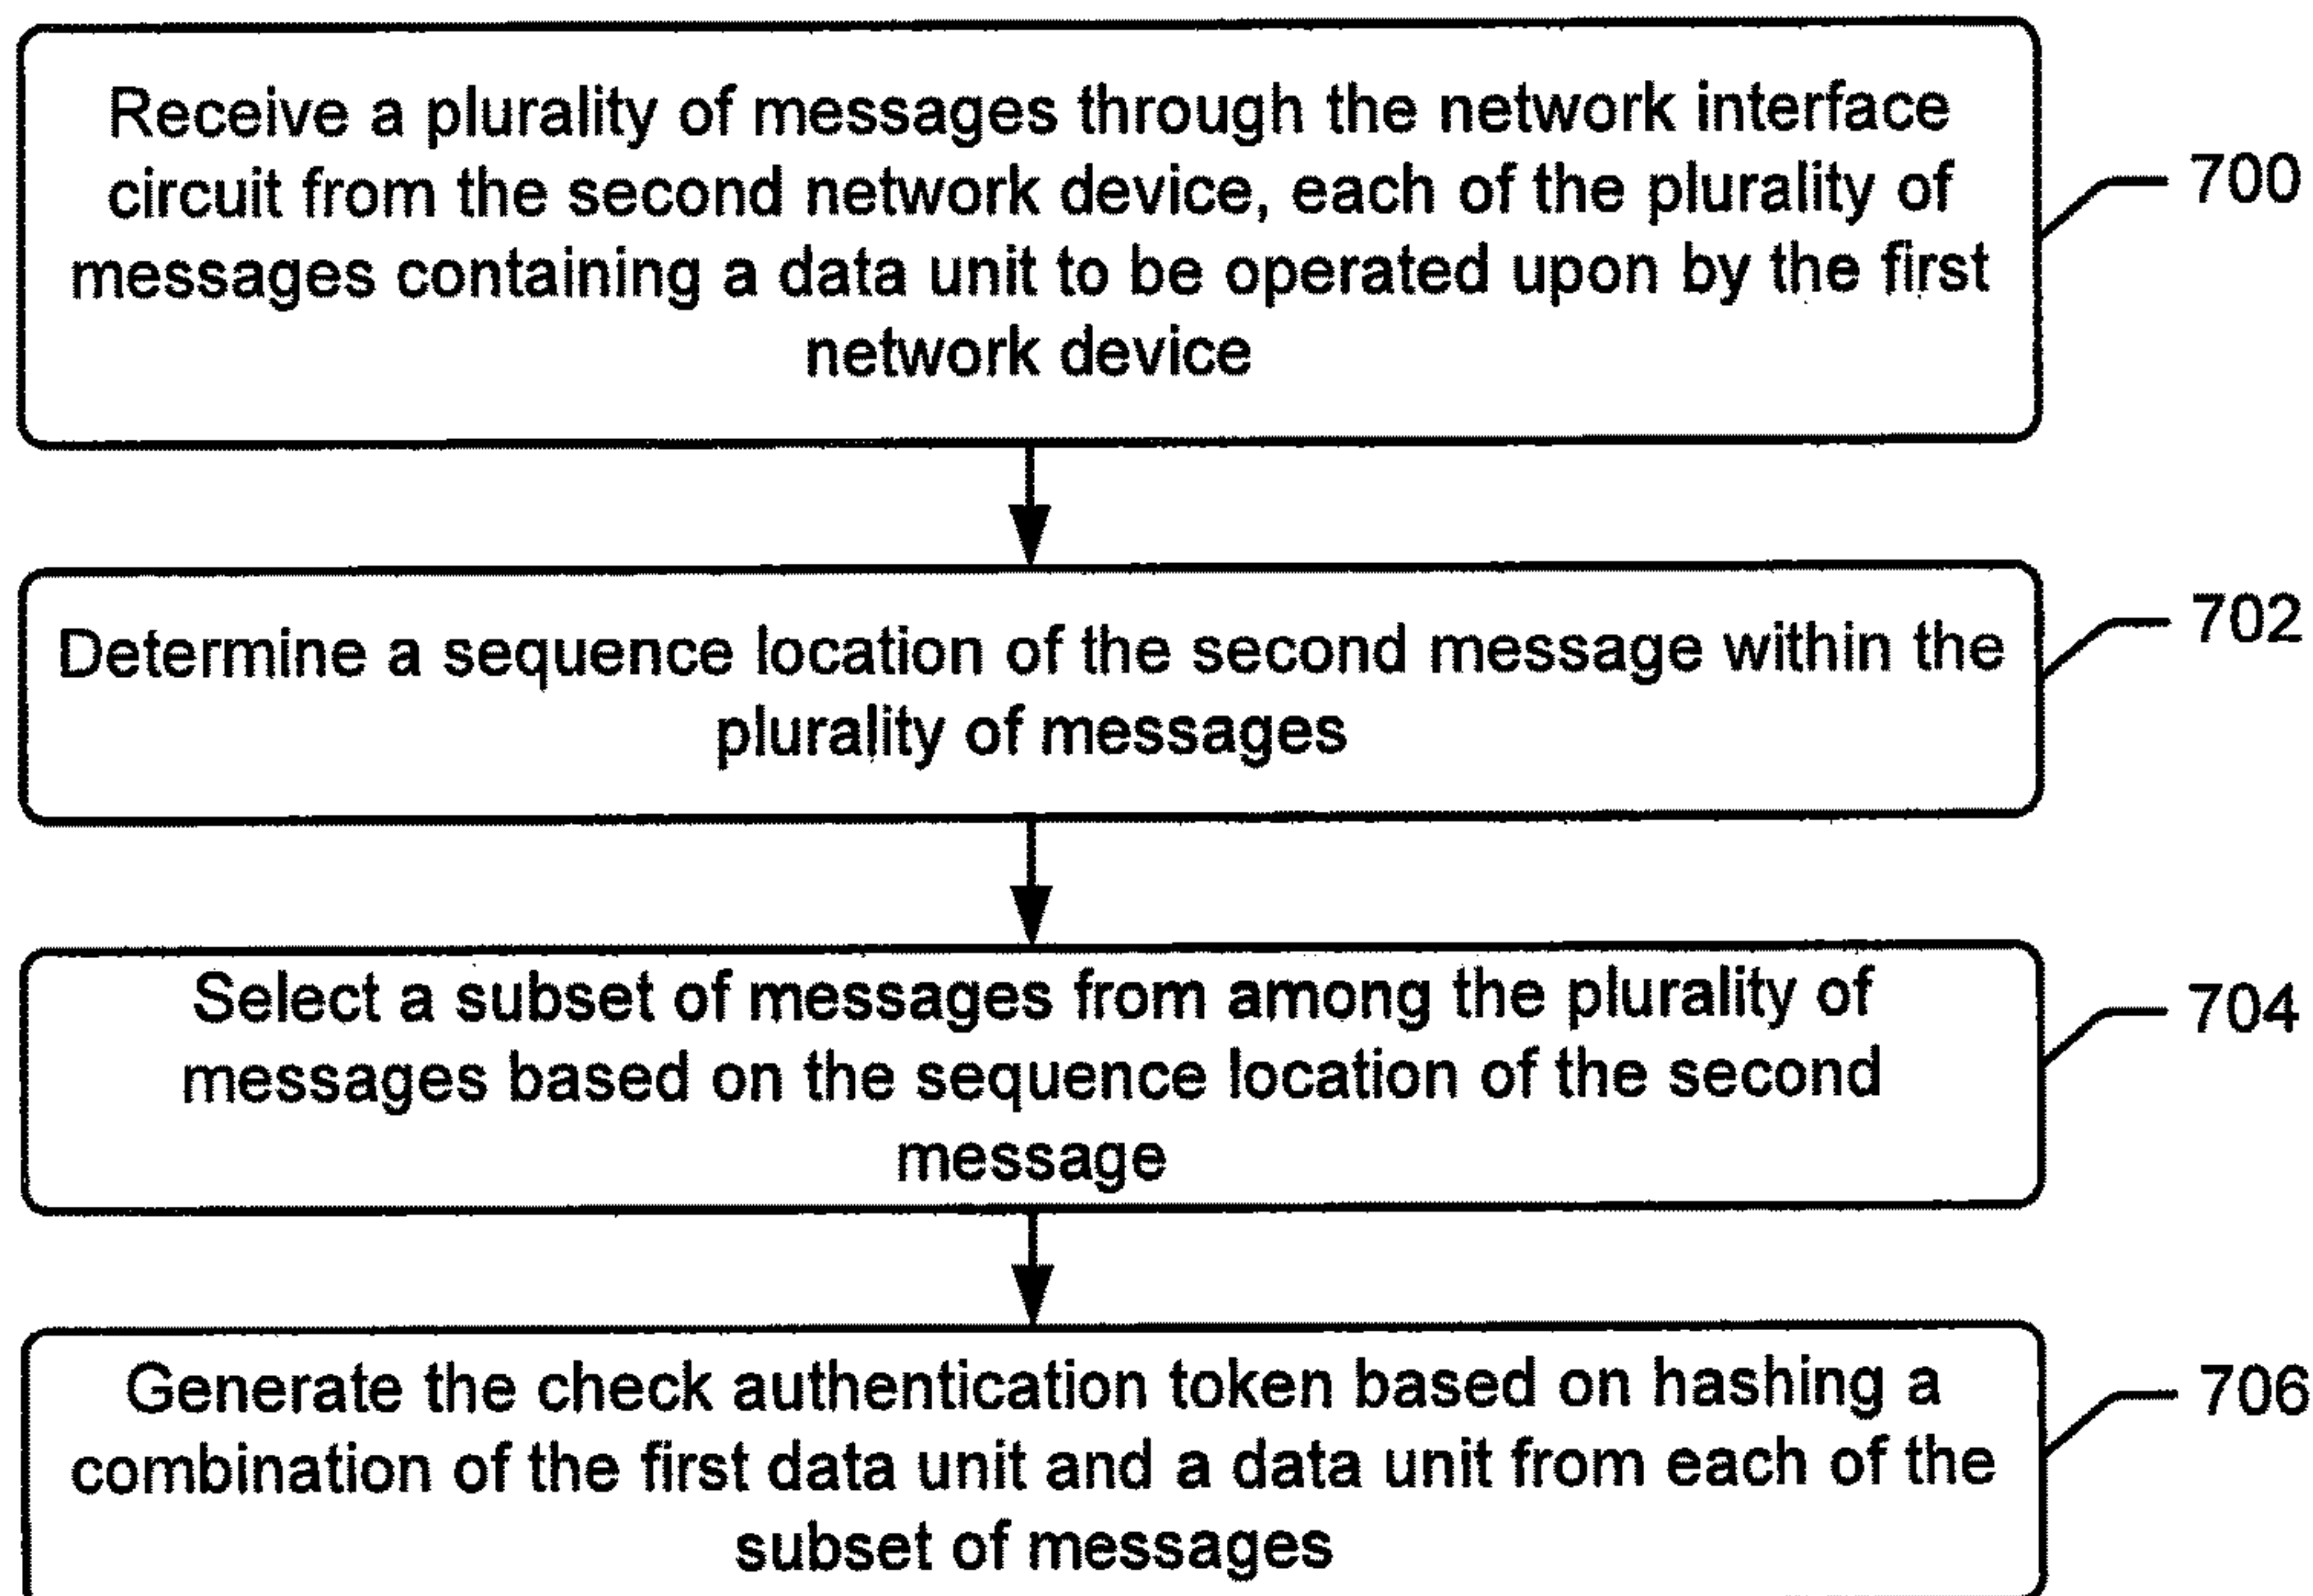 Receive a plurality of messages through the network interface
circuit from the second network device, each of the plurality of
messages containing a data unit to be operated upon by the first
network device
700
Determine a sequence location of the second message within the
plurality of messages
702
Select a subset of messages from among the plurality of
messages based on the sequence location of the second
message
704
Generate the check authentication token based on hashing a
combination of the first data unit and a data unit from each of the
subset of messages
706